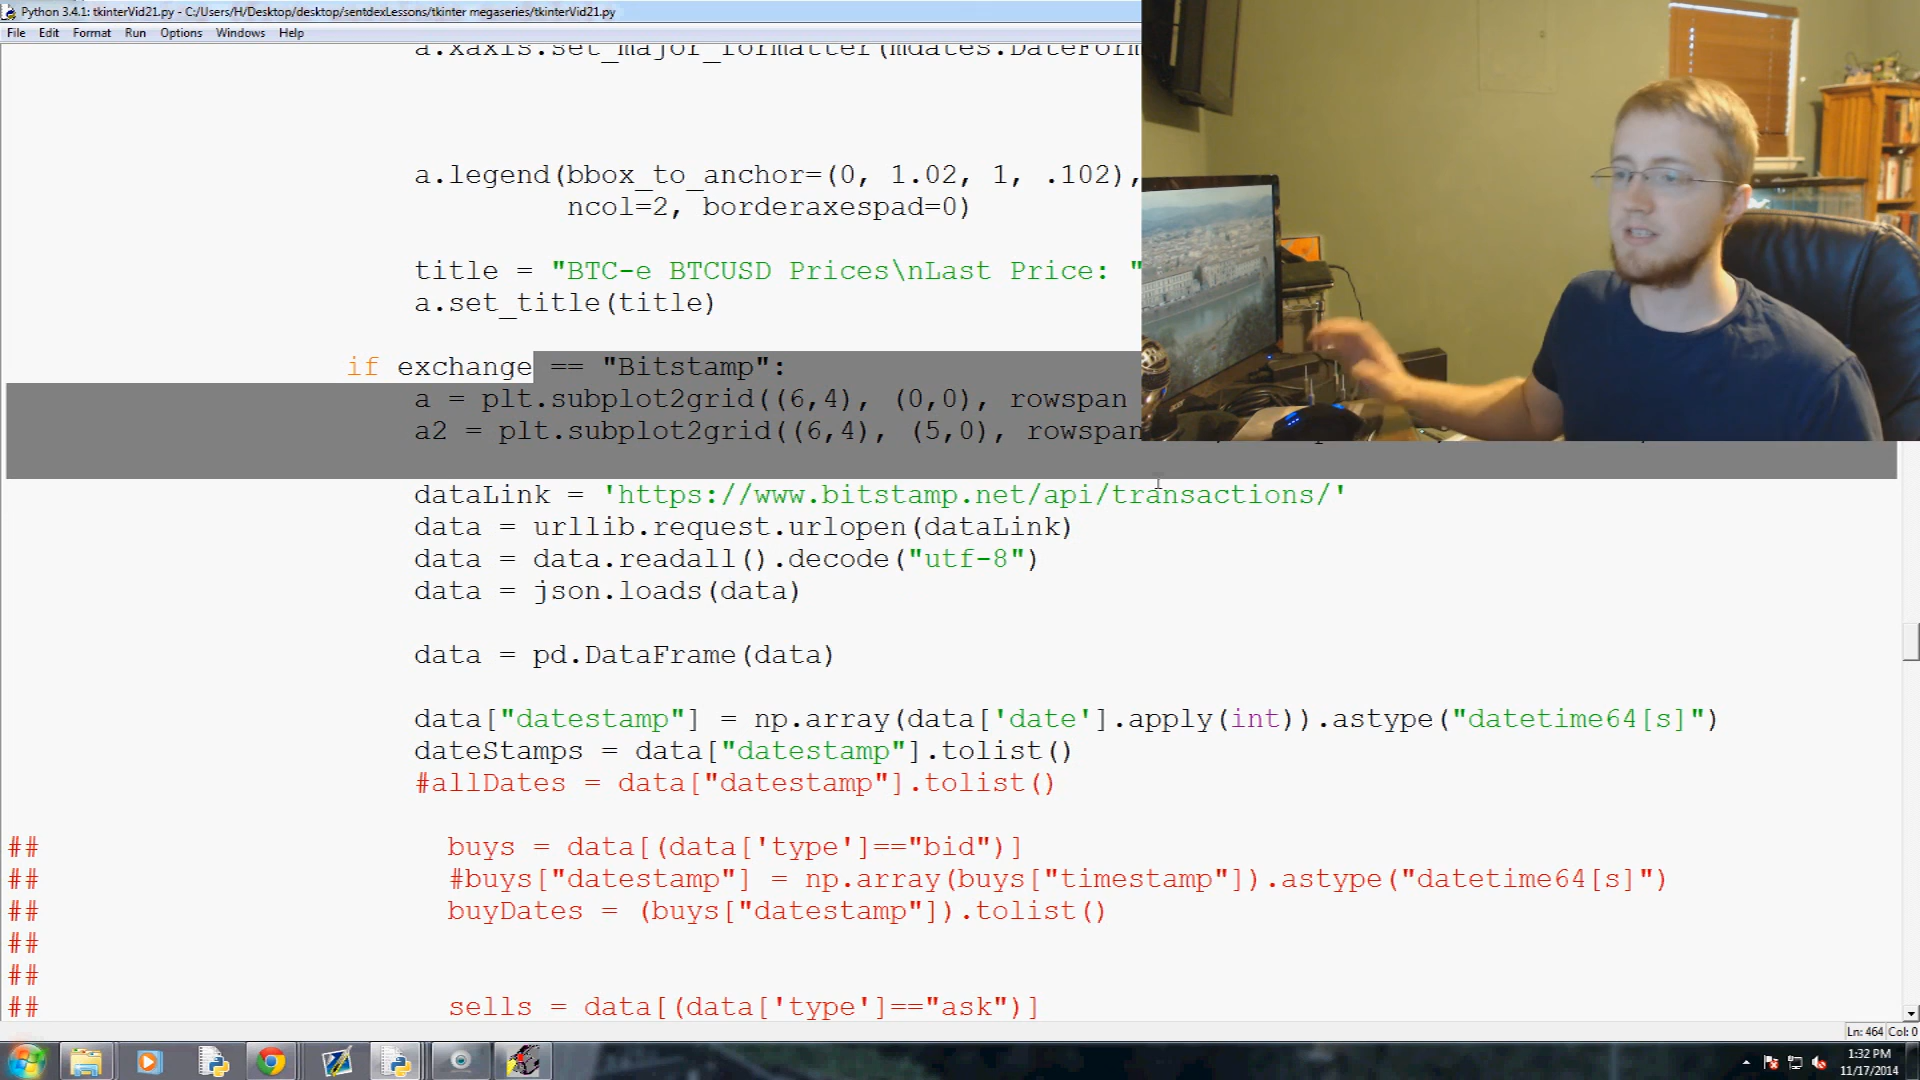 Python 3.4.1: tkinterVid21.py - C:/Users/H/Desktop/desktop/sentdexLessons/tkinter megaseries/tkinterVid21.py
File Edit Format Run Options Windows Help
a.xaxis.set_major_formatter(mdates.DateForm
a.legend(bbox_to_anchor=(0, 1.02, 1, .102),
ncol=2, borderaxespad=0)
title = "BTC-e BTCUSD Prices\nLast Price: "
a.set_title(title)
if exchange == "Bitstamp":
a = plt.subplot2grid((6,4), (0,0), rowspan
a2 = plt.subplot2grid((6,4), (5,0), rowspan
dataLink = 'https://www.bitstamp.net/api/transactions/'
data = urllib.request.urlopen(dataLink)
data = data.readall().decode("utf-8")
data = json.loads(data)
data = pd.DataFrame(data)
data["datestamp"] = np.array(data['date'].apply(int)).astype("datetime64[s]")
dateStamps = data["datestamp"].tolist()
#allDates = data["datestamp"].tolist()
## buys = data[(data['type']=="bid")]
## #buys["datestamp"] = np.array(buys["timestamp"]).astype("datetime64[s]")
## buyDates = (buys["datestamp"]).tolist()
##
##
## sells = data[(data['type']=="ask")]
Ln: 464 Col: 0
1:32 PM
11/17/2014